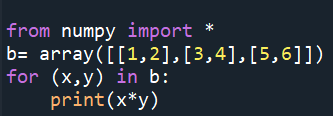 from numpy import *
b= array([[1,2],[3,4],[5,6]])
for (x,y) in b:
    print(x*y)